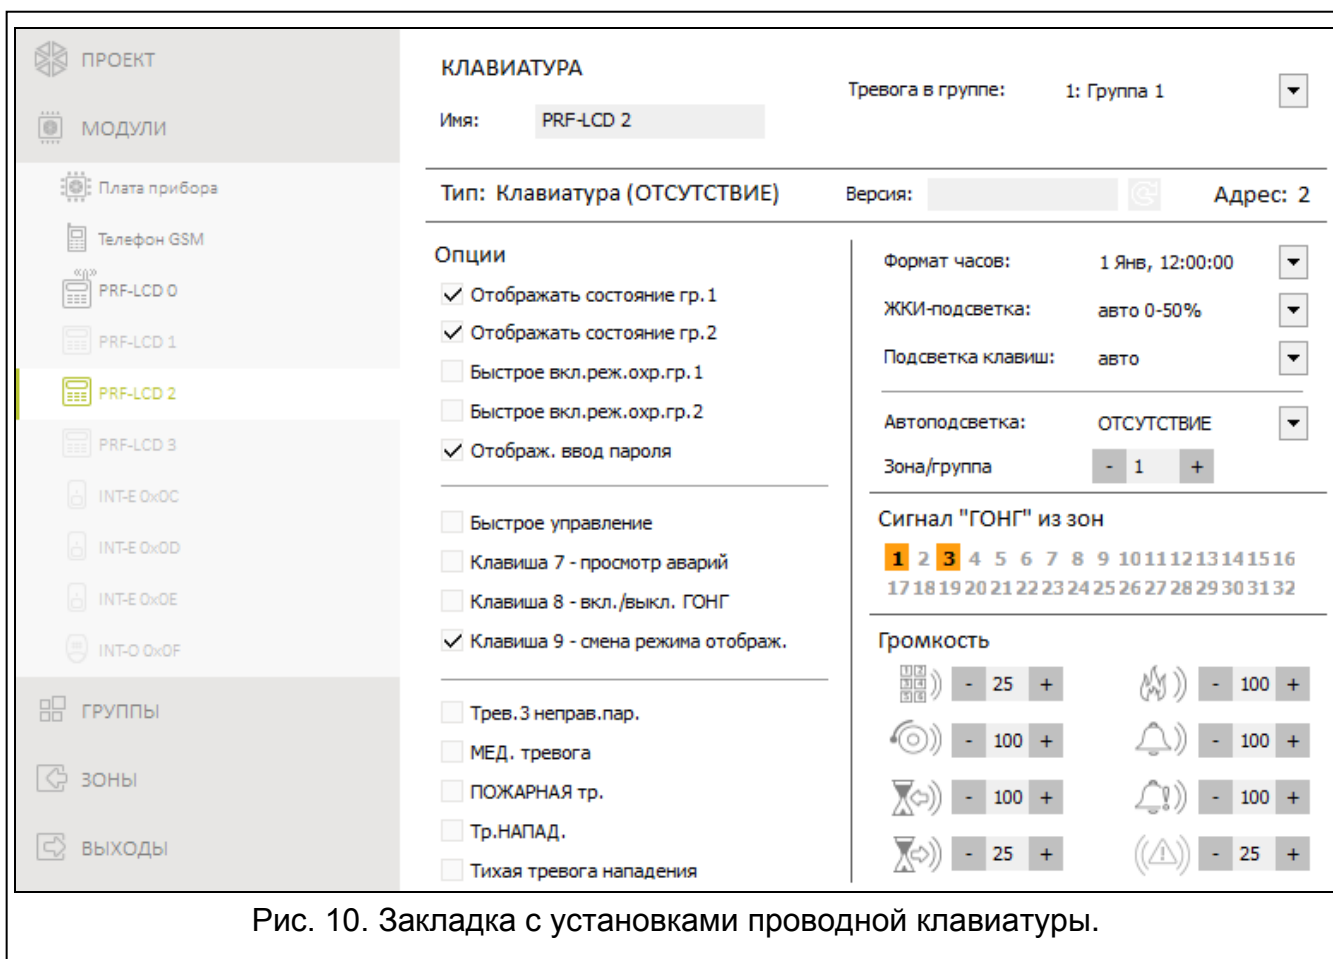 ПРОЕКТ
МОДУЛИ
Плата прибора
Телефон GSM
PRF-LCD 0
PRF-LCD 1
PRF-LCD 2
PRF-LCD 3
INT-E 0x0C
INT-E 0x0D
INT-E 0x0E
INT-O 0x0F
ГРУППЫ
ЗОНЫ
ВЫХОДЫ
КЛАВИАТУРА
Тревога в группе: 1: Группа 1
Имя: PRF-LCD 2
Тип: Клавиатура (ОТСУТСТВИЕ) Версия: Адрес: 2
Опции
Отображать состояние гр.1
Отображать состояние гр.2
Быстрое вкл.реж.охр.гр.1
Быстрое вкл.реж.охр.гр.2
Отображ. ввод пароля
Быстрое управление
Клавиша 7 - просмотр аварий
Клавиша 8 - вкл./выкл. ГОНГ
Клавиша 9 - смена режима отображ.
Трев.3 неправ.пар.
МЕД. тревога
ПОЖАРНАЯ тр.
Тр.НАПАД.
Тихая тревога нападения
Формат часов: 1 Янв, 12:00:00
ЖКИ-подсветка: авто 0-50%
Подсветка клавиш: авто
Автоподсветка: ОТСУТСТВИЕ
Зона/группа - 1 +
Сигнал "ГОНГ" из зон
1 2 3 4 5 6 7 8 9 10 11 12 13 14 15 16
17 18 19 20 21 22 23 24 25 26 27 28 29 30 31 32
Громкость
- 25 + - 100 +
- 100 + - 100 +
- 100 + - 100 +
- 25 + - 25 +
Рис. 10. Закладка с установками проводной клавиатуры.